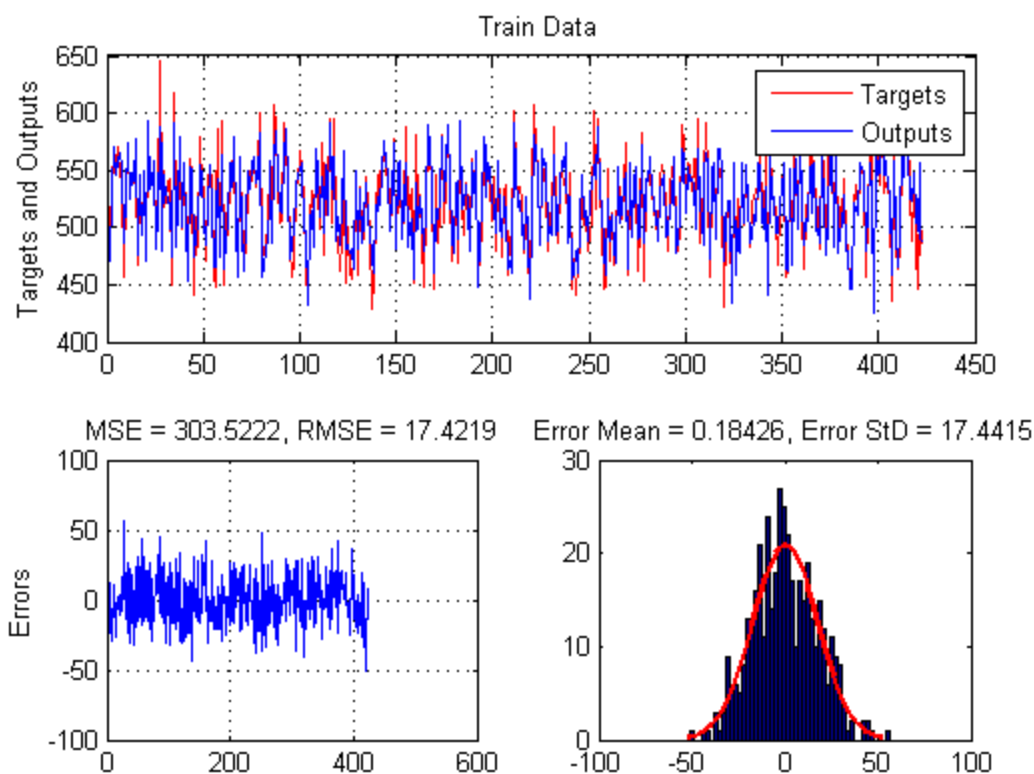 Train Data
Targets and Outputs
650
600
550
500
450
400
0 50 100 150 200 250 300 350 400 450
Targets
Outputs
MSE = 303.5222, RMSE = 17.4219
Errors
100
50
0
-50
-100
0 200 400 600
Error Mean = 0.18426, Error StD = 17.4415
30
20
10
0
-100 -50 0 50 100